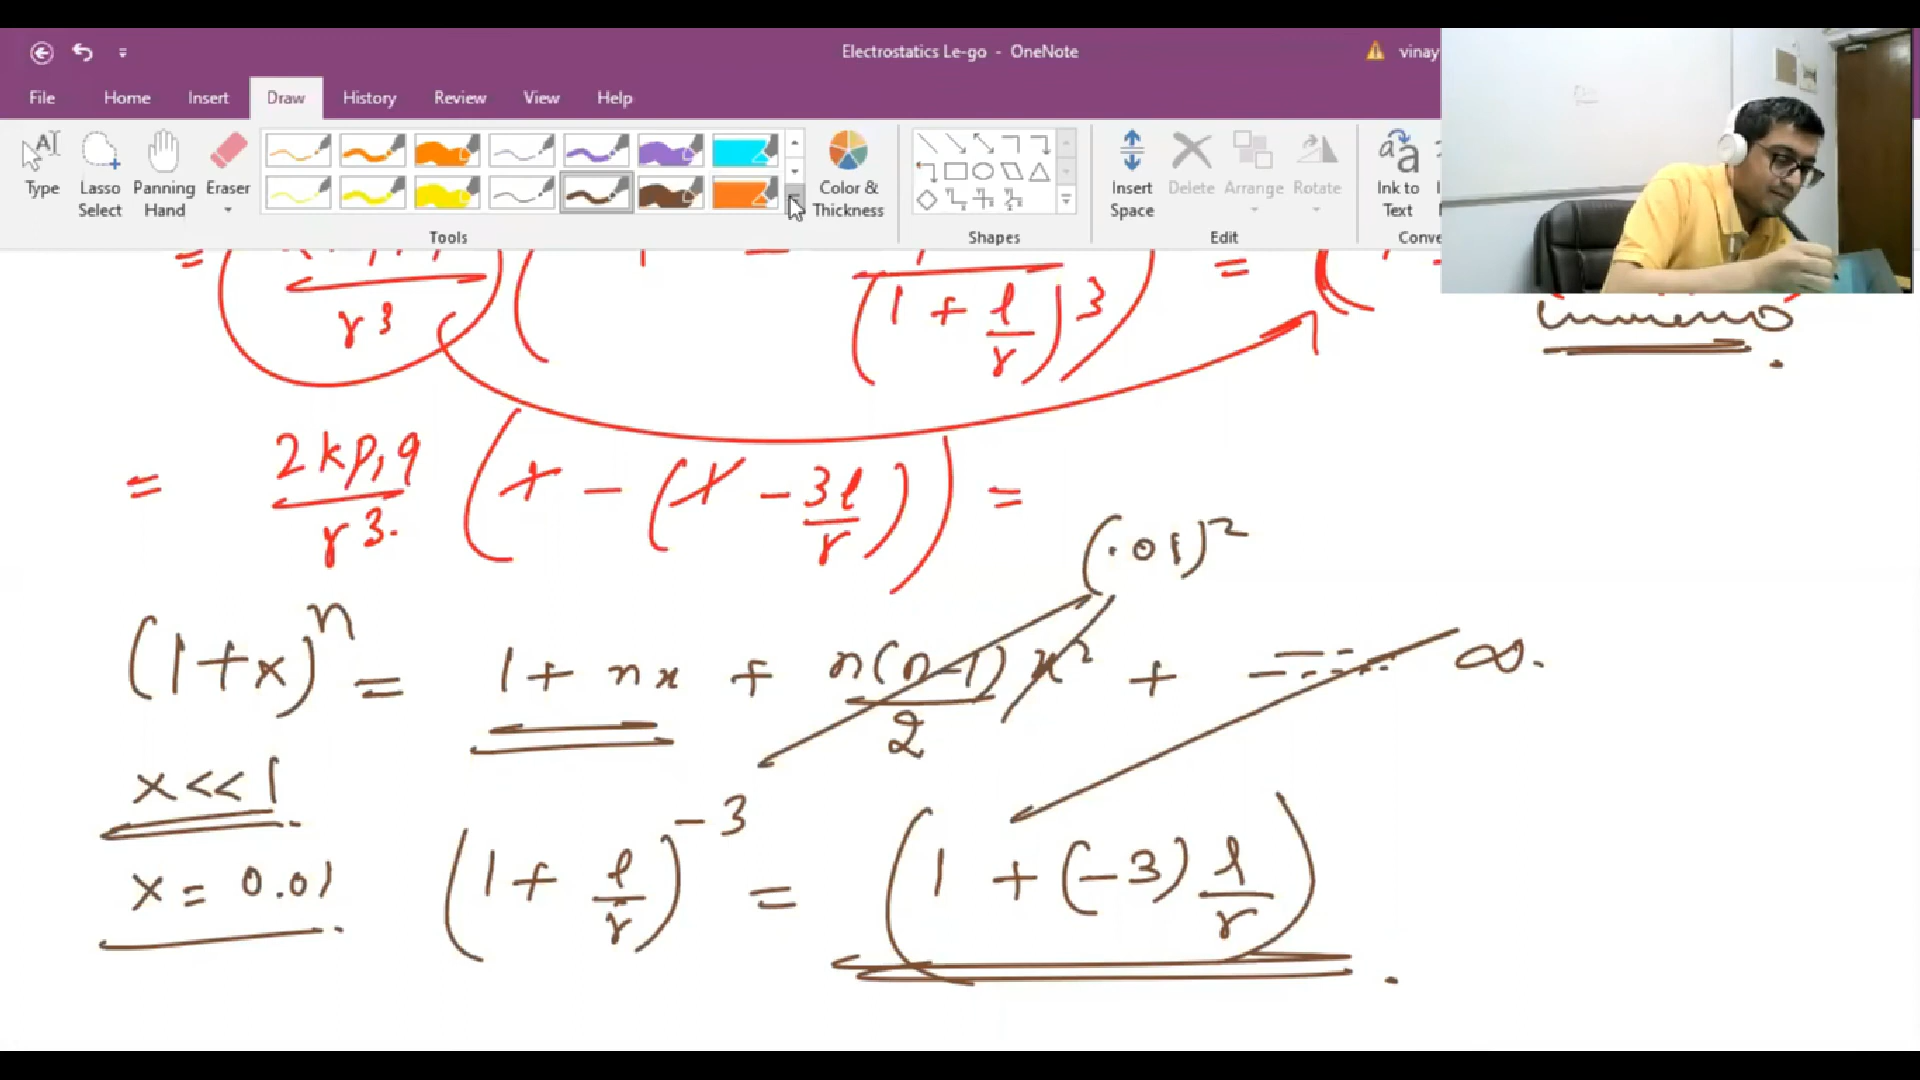 Electrostatics Le-go - OneNote
vinay
File Home Insert Draw History Review View Help
Type
Lasso Select
Panning Hand
Eraser
Color & Thickness
Insert Space
Delete
Arrange
Rotate
Ink to Text
Tools
Shapes
Edit
Conve
= ( / r3 ) ( / (1 + l/r)3 ) = (
= 2kp1q / r3. ( 1 - ( 1 - 3l/r ) ) =
(.01)²
(1+x)ⁿ = 1 + nx + n(n-1)/2 x² + ----- ∞.
x<<1
(1 + l/r)⁻³ = (1 + (-3) l/r)
x = 0.01